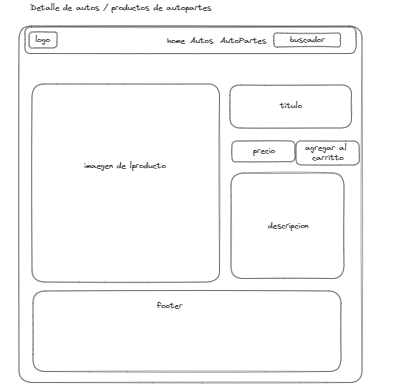 Detalle de autos / productos de autopartes
logo
home Autos AutoPartes
buscador
titulo
imaegen de lproducto
precio
agregar al
carritto
descripcion
footer